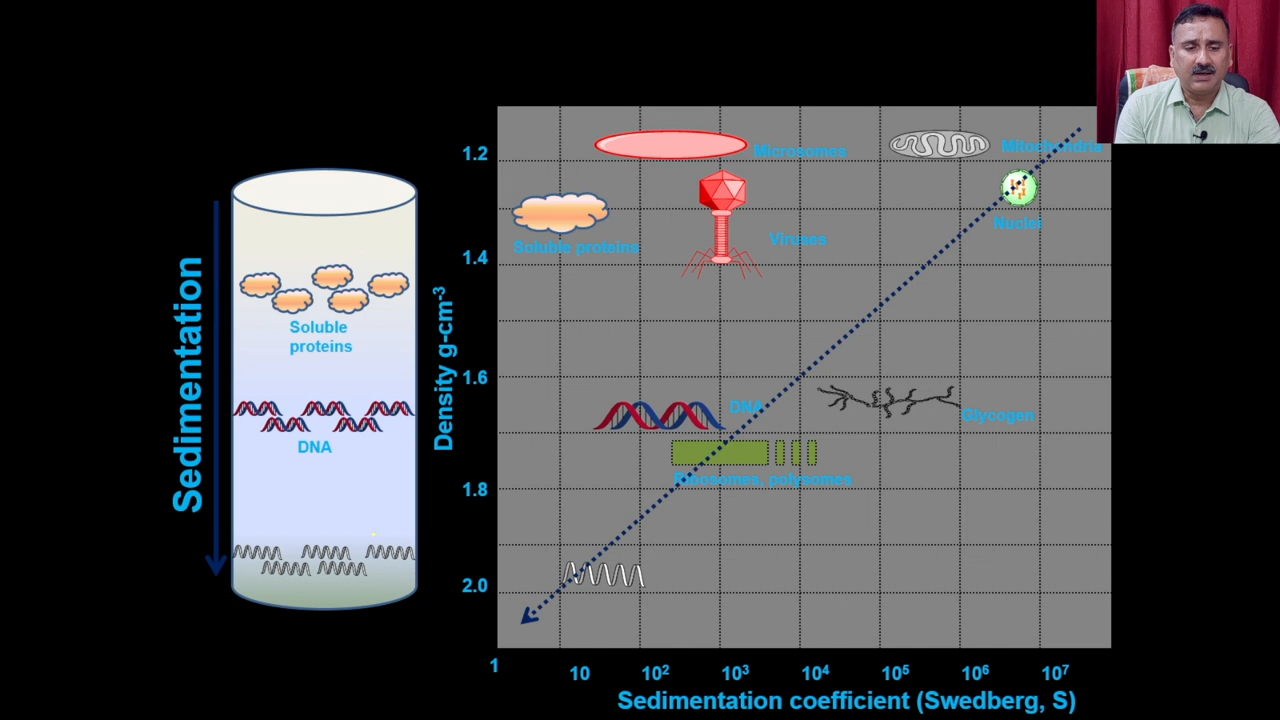 Sedimentation
Soluble
proteins
DNA
Density g-cm-3
1.2
1.4
1.6
1.8
2.0
Microsomes
Mitochondria
Soluble proteins
Viruses
Nuclei
DNA
Glycogen
Ribosomes, polysomes
1
10
10²
10³
10⁴
10⁵
10⁶
10⁷
Sedimentation coefficient (Swedberg, S)